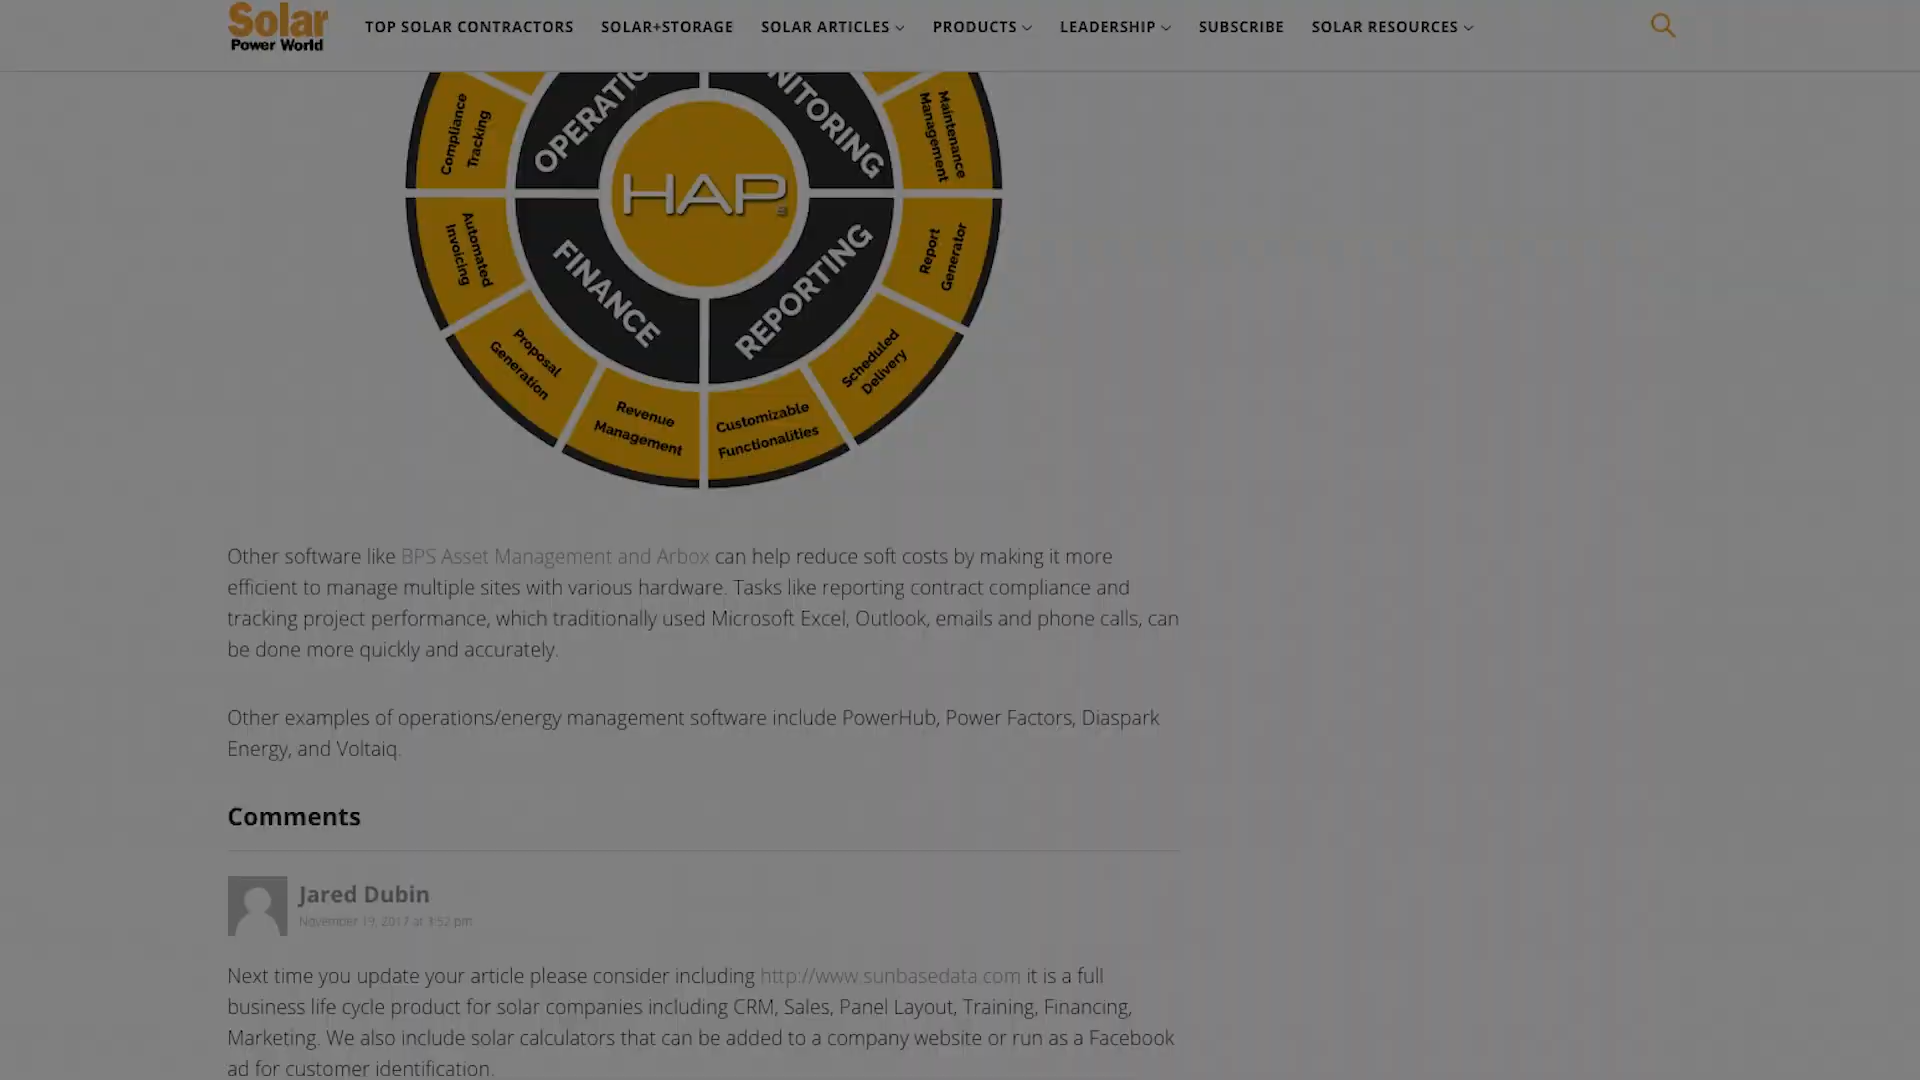 Solar
Power World
TOP SOLAR CONTRACTORS
SOLAR+STORAGE
SOLAR ARTICLES
PRODUCTS
LEADERSHIP
SUBSCRIBE
SOLAR RESOURCES
NITORING
Compliance
Tracking
Maintenance
Management
HAP
Automated
Invoicing
FINANCE
REPORTING
Report
Generator
Proposal
Generation
Scheduled
Delivery
Revenue
Management
Customizable
Functionalities
Other software like BPS Asset Management and Arbox can help reduce soft costs by making it more
efficient to manage multiple sites with various hardware. Tasks like reporting contract compliance and
tracking project performance, which traditionally used Microsoft Excel, Outlook, emails and phone calls, can
be done more quickly and accurately.
Other examples of operations/energy management software include PowerHub, Power Factors, Diaspark
Energy, and Voltaiq.
Comments
Jared Dubin
November 19, 2017 at 3:52 pm
Next time you update your article please consider including http://www.sunbasedata.com it is a full
business life cycle product for solar companies including CRM, Sales, Panel Layout, Training, Financing,
Marketing. We also include solar calculators that can be added to a company website or run as a Facebook
ad for customer identification.